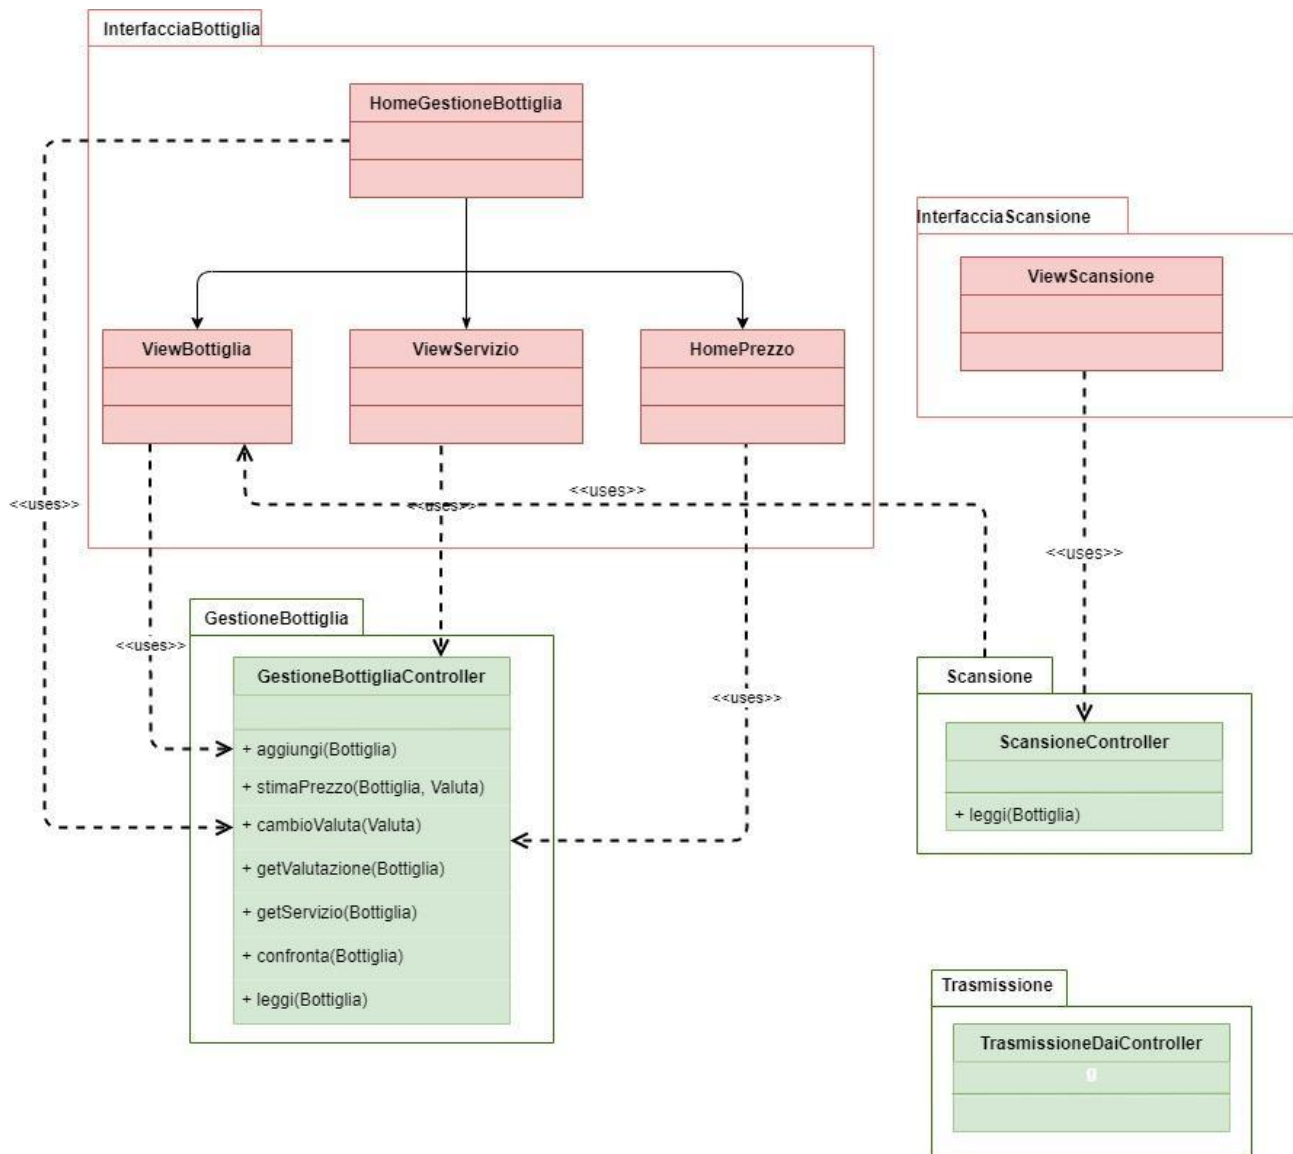 InterfacciaBottiglia
HomeGestioneBottiglia
InterfacciaScansione
ViewScansione
ViewBottiglia
ViewServizio
HomePrezzo
<<uses>>
<<uses>>
<<uses>>
<<uses>>
GestioneBottiglia
<<uses>>
GestioneBottigliaController
+ aggiungi(Bottiglia)
+ stimaPrezzo(Bottiglia, Valuta)
+ cambioValuta(Valuta)
+ getValutazione(Bottiglia)
+ getServizio(Bottiglia)
+ confronta(Bottiglia)
+ leggi(Bottiglia)
<<uses>>
Scansione
ScansioneController
+ leggi(Bottiglia)
Trasmissione
TrasmissioneDaiController
g